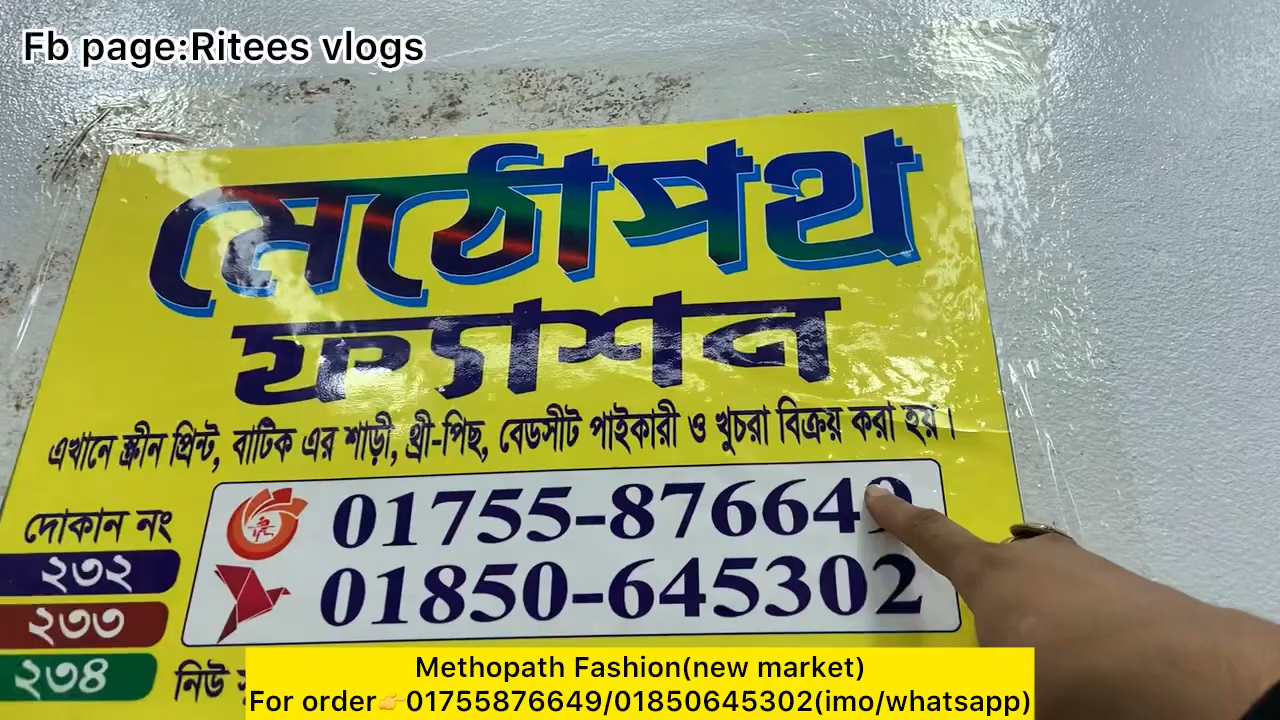 Fb page:Ritees vlogs
মেঠোপথ
ফ্যাশন
এখানে স্ক্রীন প্রিন্ট, বাটিক এর শাড়ী, থ্রী-পিছ, বেডসীট পাইকারী ও খুচরা বিক্রয় করা হয়।
দোকান নং
২৩২
২৩৩
২৩৪
01755-876649
01850-645302
নিউ
Methopath Fashion(new market)
For order👉01755876649/01850645302(imo/whatsapp)